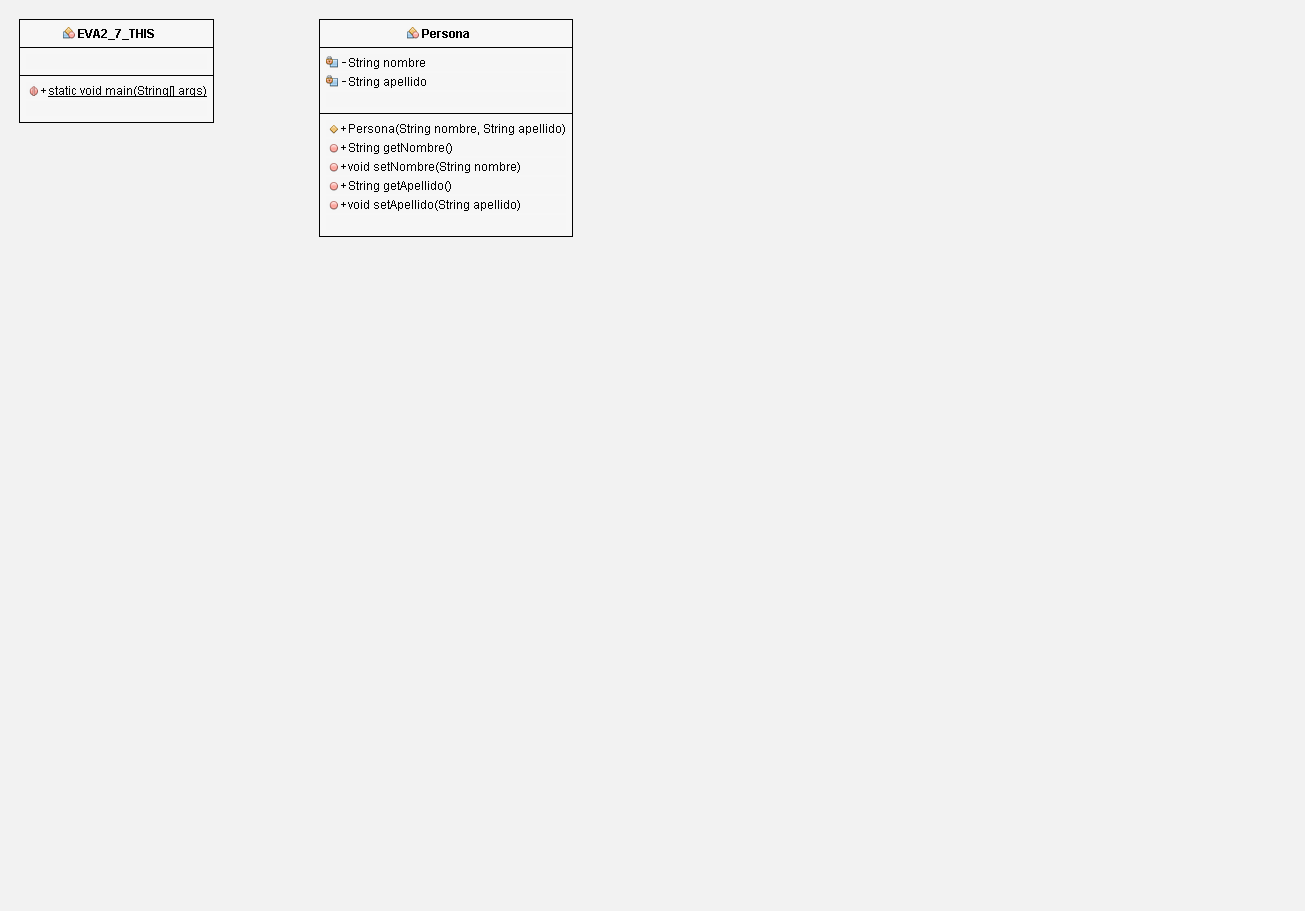 EVA2_7_THIS
+static void main(String[] args)
Persona
-String nombre
-String apellido
+Persona(String nombre, String apellido)
+String getNombre()
+void setNombre(String nombre)
+String getApellido()
+void setApellido(String apellido)